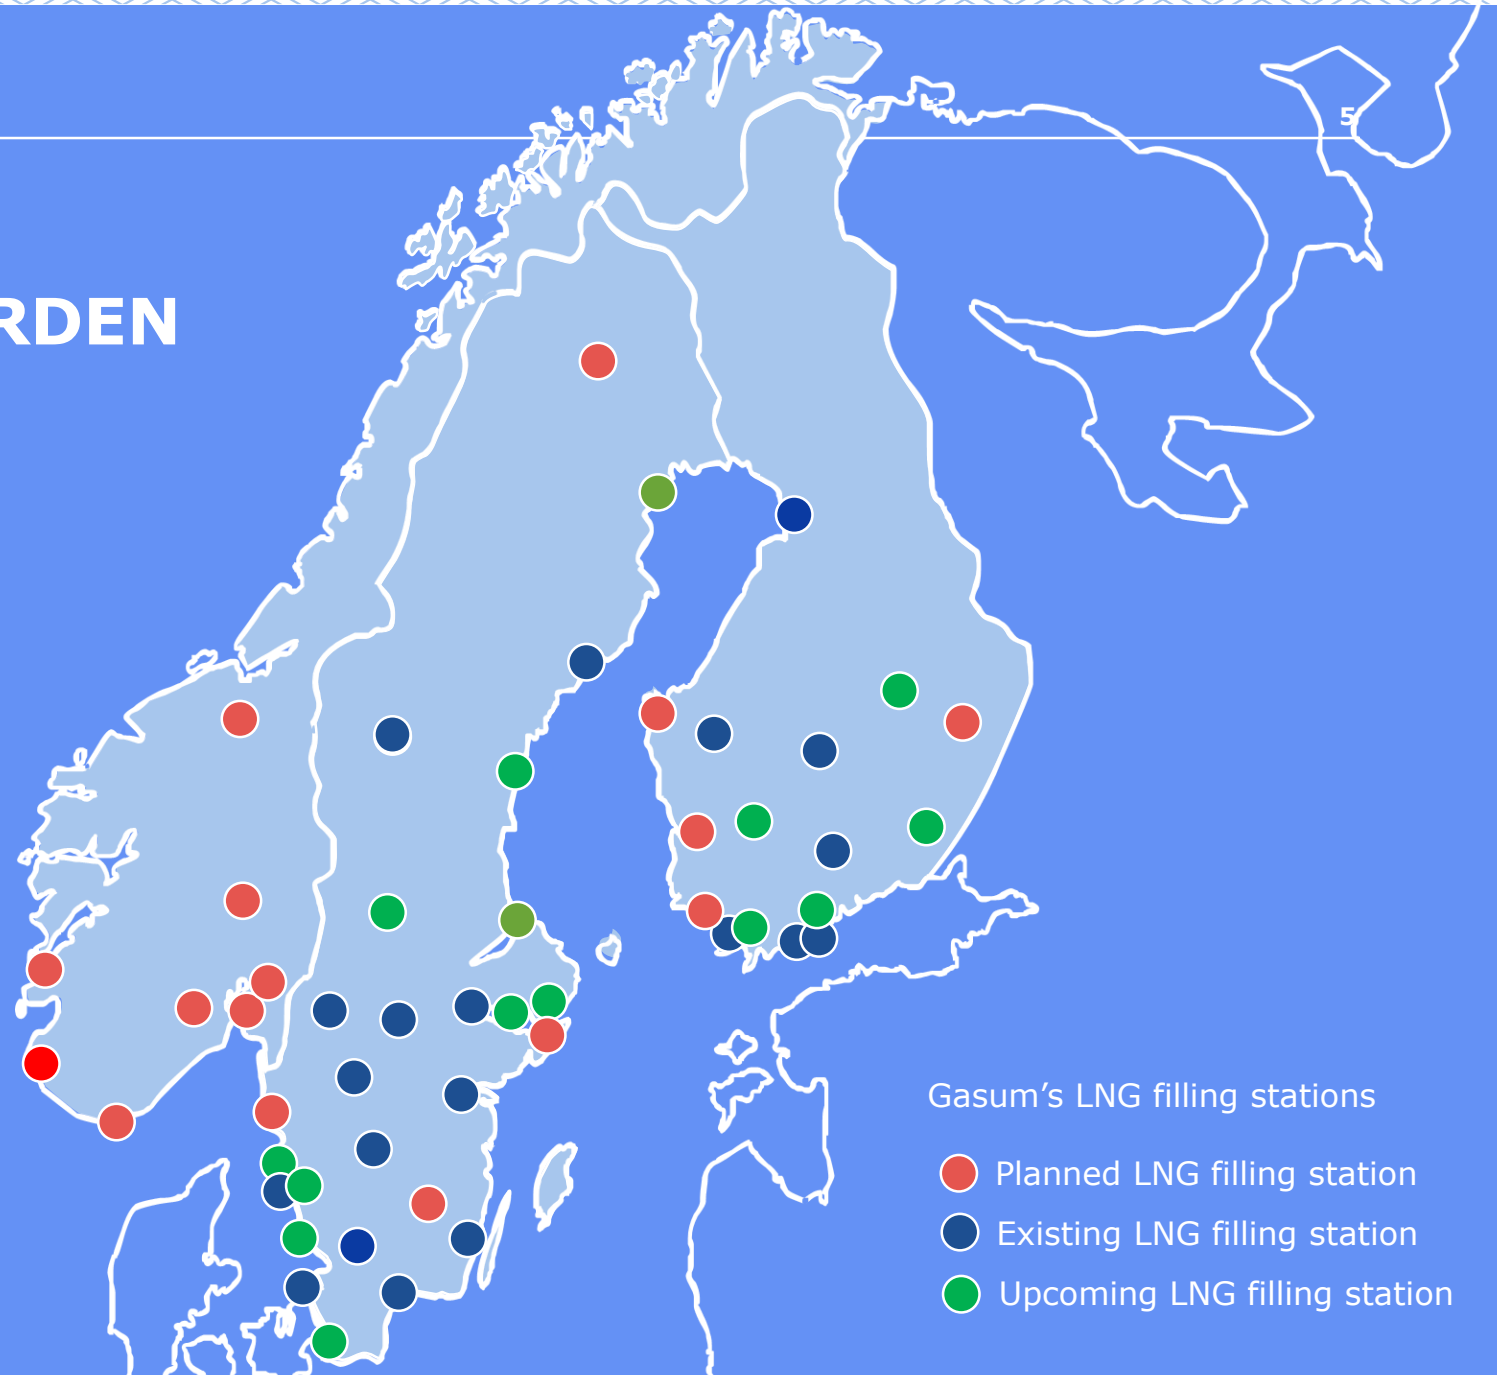 5
RDEN
Gasum’s LNG filling stations
Planned LNG filling station
Existing LNG filling station
Upcoming LNG filling station